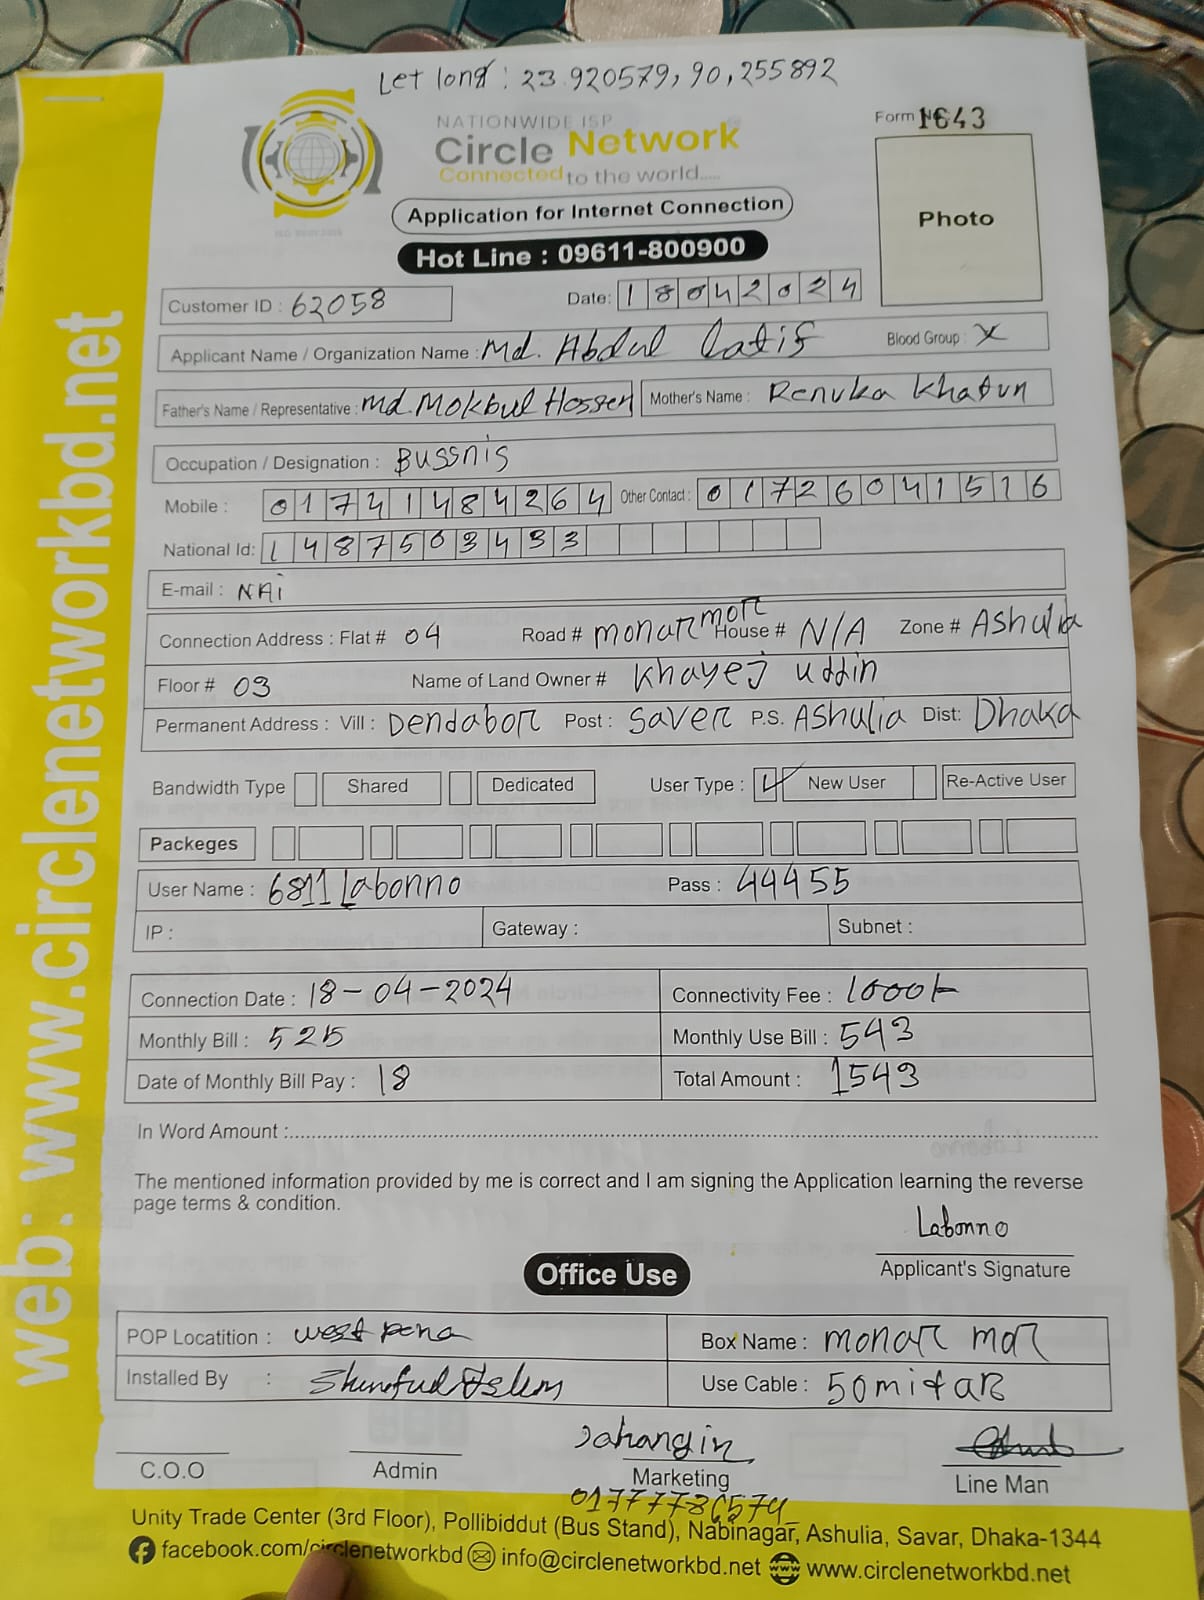 Let long : 23.920579, 90,255892
NATIONWIDE ISP
Circle Network
Connected to the world.....
Form 1643
Photo
Application for Internet Connection
Hot Line : 09611-800900
Customer ID : 62058 Date: 18042024
Applicant Name / Organization Name : Md. Abdul Latif Blood Group : X
Father's Name / Representative : Md. Mokbul Hossen Mother's Name : Renuka Khatun
Occupation / Designation : Bussnis
Mobile : 01741484264 Other Contact : 01726041516
National Id: 1487503433
E-mail : NAi
Connection Address : Flat # 04 Road # monar mor House # N/A Zone # Ashulia
Floor # 03 Name of Land Owner # Khayej uddin
Permanent Address : Vill : Dendabor Post : Saver P.S. Ashulia Dist: Dhaka
Bandwidth Type Shared Dedicated User Type : New User Re-Active User
Packeges
User Name : 6811Labonno Pass : 44455
IP : Gateway : Subnet :
Connection Date : 18-04-2024 Connectivity Fee : 1000/-
Monthly Bill : 525 Monthly Use Bill : 543
Date of Monthly Bill Pay : 18 Total Amount : 1543
In Word Amount :
The mentioned information provided by me is correct and I am signing the Application learning the reverse
page terms & condition.
Labonno
Applicant's Signature
Office Use
POP Locatition : west pena Box Name : monar mor
Installed By : Use Cable : 50mitar
Jahangir
C.O.O Admin Marketing Line Man
01777786574
Unity Trade Center (3rd Floor), Pollibiddut (Bus Stand), Nabinagar, Ashulia, Savar, Dhaka-1344
facebook.com/circlenetworkbd info@circlenetworkbd.net www.circlenetworkbd.net
web: www.circlenetworkbd.net